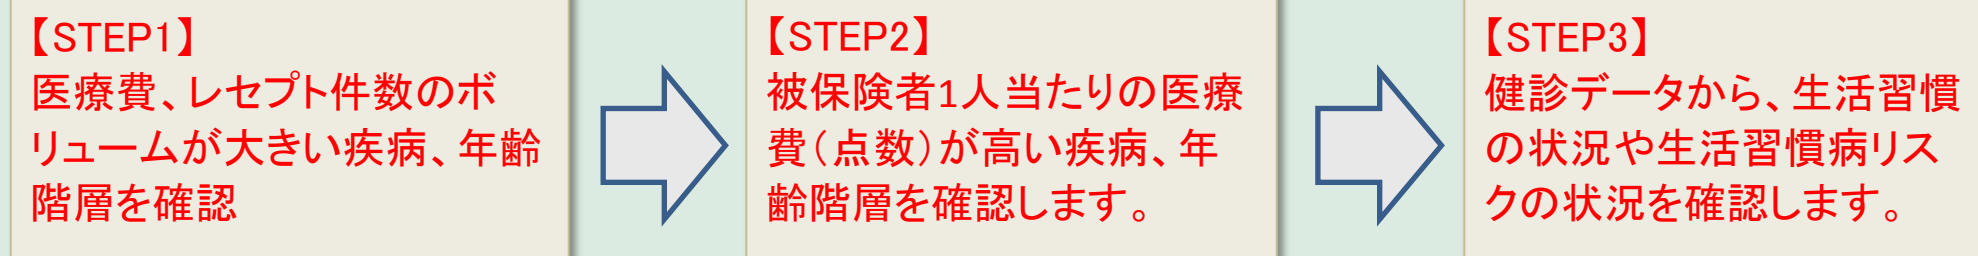 【STEP1】
医療費、レセプト件数のボ
リュームが大きい疾病、年齢
階層を確認
【STEP2】
被保険者1人当たりの医療
費（点数）が高い疾病、年
齢階層を確認します。
【STEP3】
健診データから、生活習慣
の状況や生活習慣病リス
クの状況を確認します。